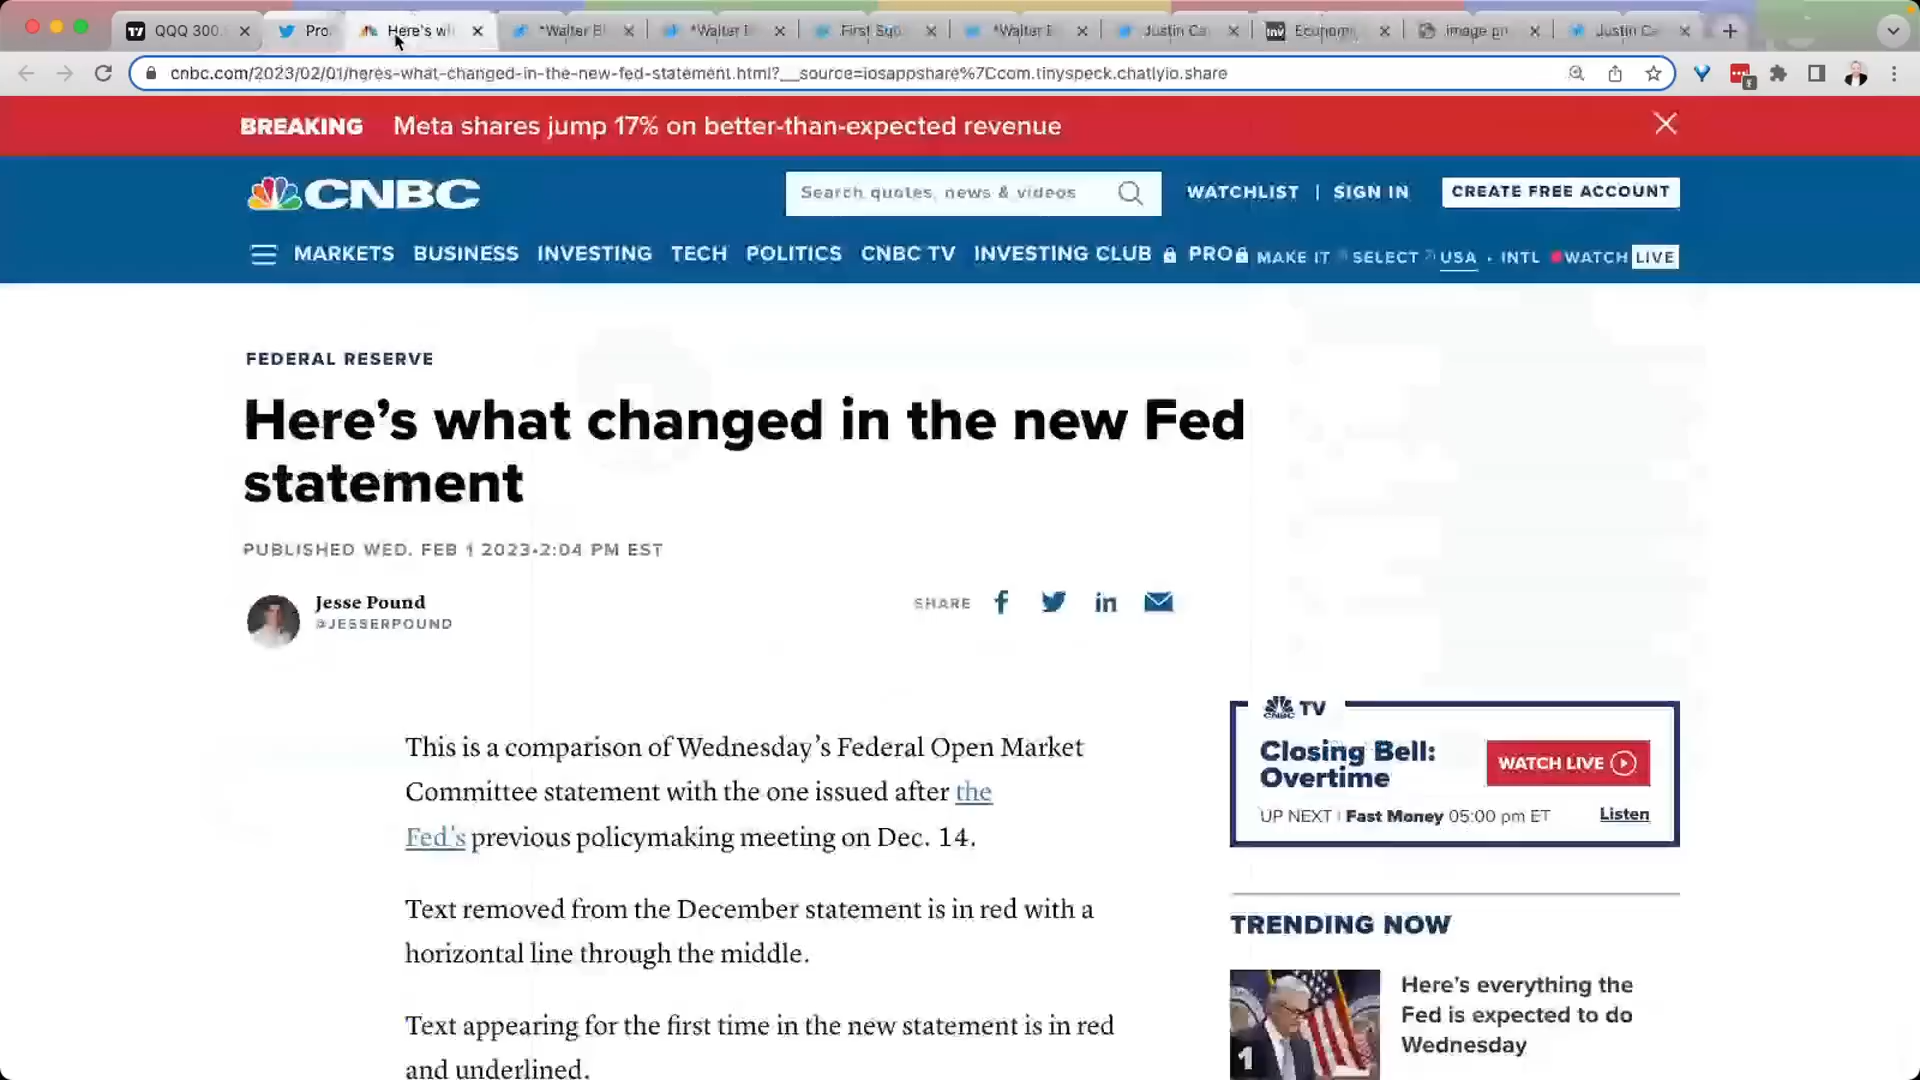 QQQ 300.
Pro
Here's wi
*Walter Bl
*Walter
First Squ
*Walter
Justin Ca
Econom
image pn
Justin Ca
cnbc.com/2023/02/01/heres-what-changed-in-the-new-fed-statement.html?__source=iosappshare%7Ccom.tinyspeck.chatlyio.share
BREAKING Meta shares jump 17% on better-than-expected revenue
CNBC
Search quotes, news & videos
WATCHLIST | SIGN IN
CREATE FREE ACCOUNT
MARKETS BUSINESS INVESTING TECH POLITICS CNBC TV INVESTING CLUB PRO MAKE IT SELECT USA · INTL WATCH LIVE
FEDERAL RESERVE
Here's what changed in the new Fed
statement
PUBLISHED WED, FEB 1 2023•2:04 PM EST
Jesse Pound
@JESSERPOUND
SHARE
This is a comparison of Wednesday's Federal Open Market
Committee statement with the one issued after the
Fed's previous policymaking meeting on Dec. 14.
Text removed from the December statement is in red with a
horizontal line through the middle.
Text appearing for the first time in the new statement is in red
and underlined.
CNBC TV
Closing Bell:
Overtime
WATCH LIVE
UP NEXT | Fast Money 05:00 pm ET
Listen
TRENDING NOW
1
Here's everything the
Fed is expected to do
Wednesday